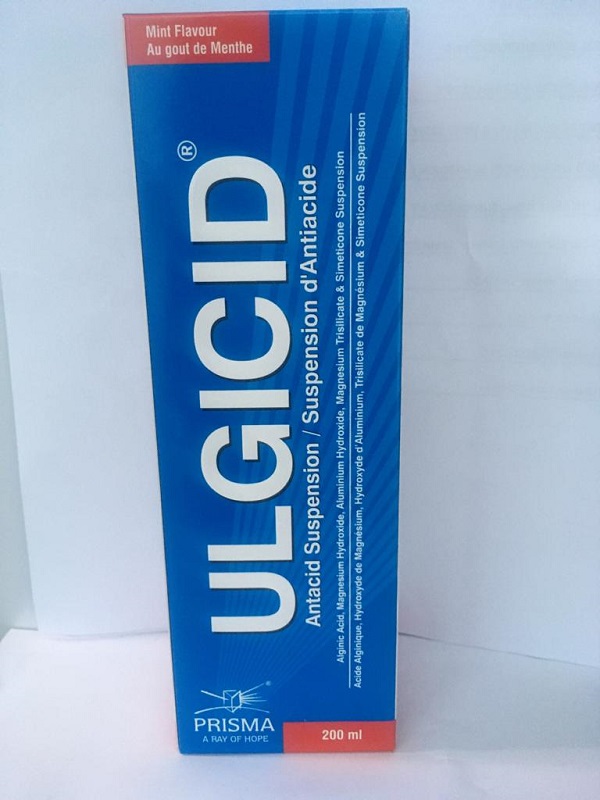 Mint Flavour
Au gout de Menthe
ULGICID®
Antacid Suspension / Suspension d'Antiacide
Alginic Acid, Magnesium Hydroxide, Aluminium Hydroxide, Magnesium Trisilicate & Simeticone Suspension
Acide Alginique, Hydroxyde de Magnésium, Hydroxyde d'Aluminium, Trisilicate de Magnésium & Simeticone Suspension
®
PRISMA
A RAY OF HOPE
200 ml